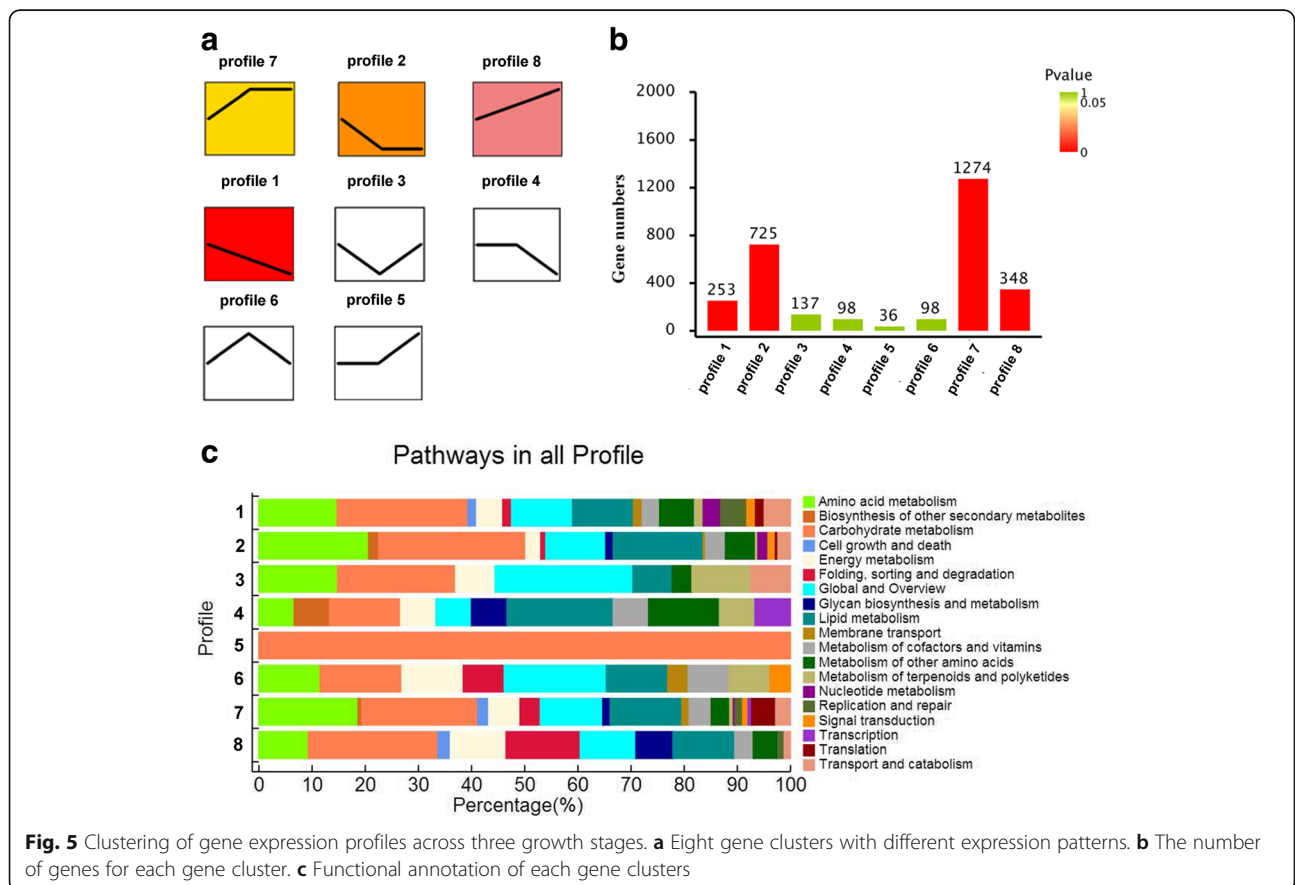 a
profile 7 profile 2 profile 8
profile 1 profile 3 profile 4
profile 6 profile 5
b
Pvalue
1
0.05
0
Gene numbers
2000
1600
1200
800
400
0
253
725
137
98
36
98
1274
348
profile 1
profile 2
profile 3
profile 4
profile 5
profile 6
profile 7
profile 8
c
Pathways in all Profile
Profile
1
2
3
4
5
6
7
8
0 10 20 30 40 50 60 70 80 90 100
Percentage(%)
Amino acid metabolism
Biosynthesis of other secondary metabolites
Carbohydrate metabolism
Cell growth and death
Energy metabolism
Folding, sorting and degradation
Global and Overview
Glycan biosynthesis and metabolism
Lipid metabolism
Membrane transport
Metabolism of cofactors and vitamins
Metabolism of other amino acids
Metabolism of terpenoids and polyketides
Nucleotide metabolism
Replication and repair
Signal transduction
Transcription
Translation
Transport and catabolism
Fig. 5 Clustering of gene expression profiles across three growth stages. a Eight gene clusters with different expression patterns. b The number
of genes for each gene cluster. c Functional annotation of each gene clusters